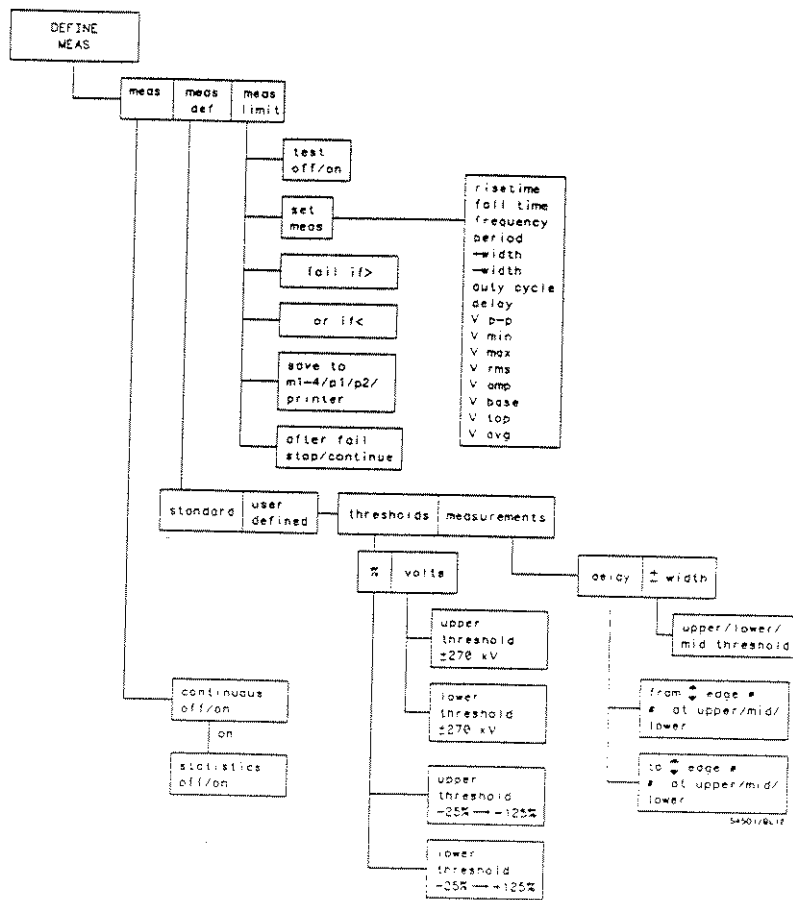 DEFINE
MEAS
meas
meas
def
meas
limit
test
off/on
set
meas
risetime
fall time
frequency
period
+width
-width
duty cycle
delay
V p-p
V min
V max
V rms
V amp
V base
V top
V avg
fail if>
or if<
save to
m1-4/p1/p2/
printer
after fail
stop/continue
standard
user
defined
thresholds
measurements
%
volts
delay
± width
upper
threshold
±270 kV
upper/lower/
mid threshold
lower
threshold
±270 kV
continuous
off/on
on
statistics
off/on
from ↕ edge #
# at upper/mid/
lower
to ↕ edge #
# at upper/mid/
lower
upper
threshold
-25% → -125%
lower
threshold
-25% → +125%